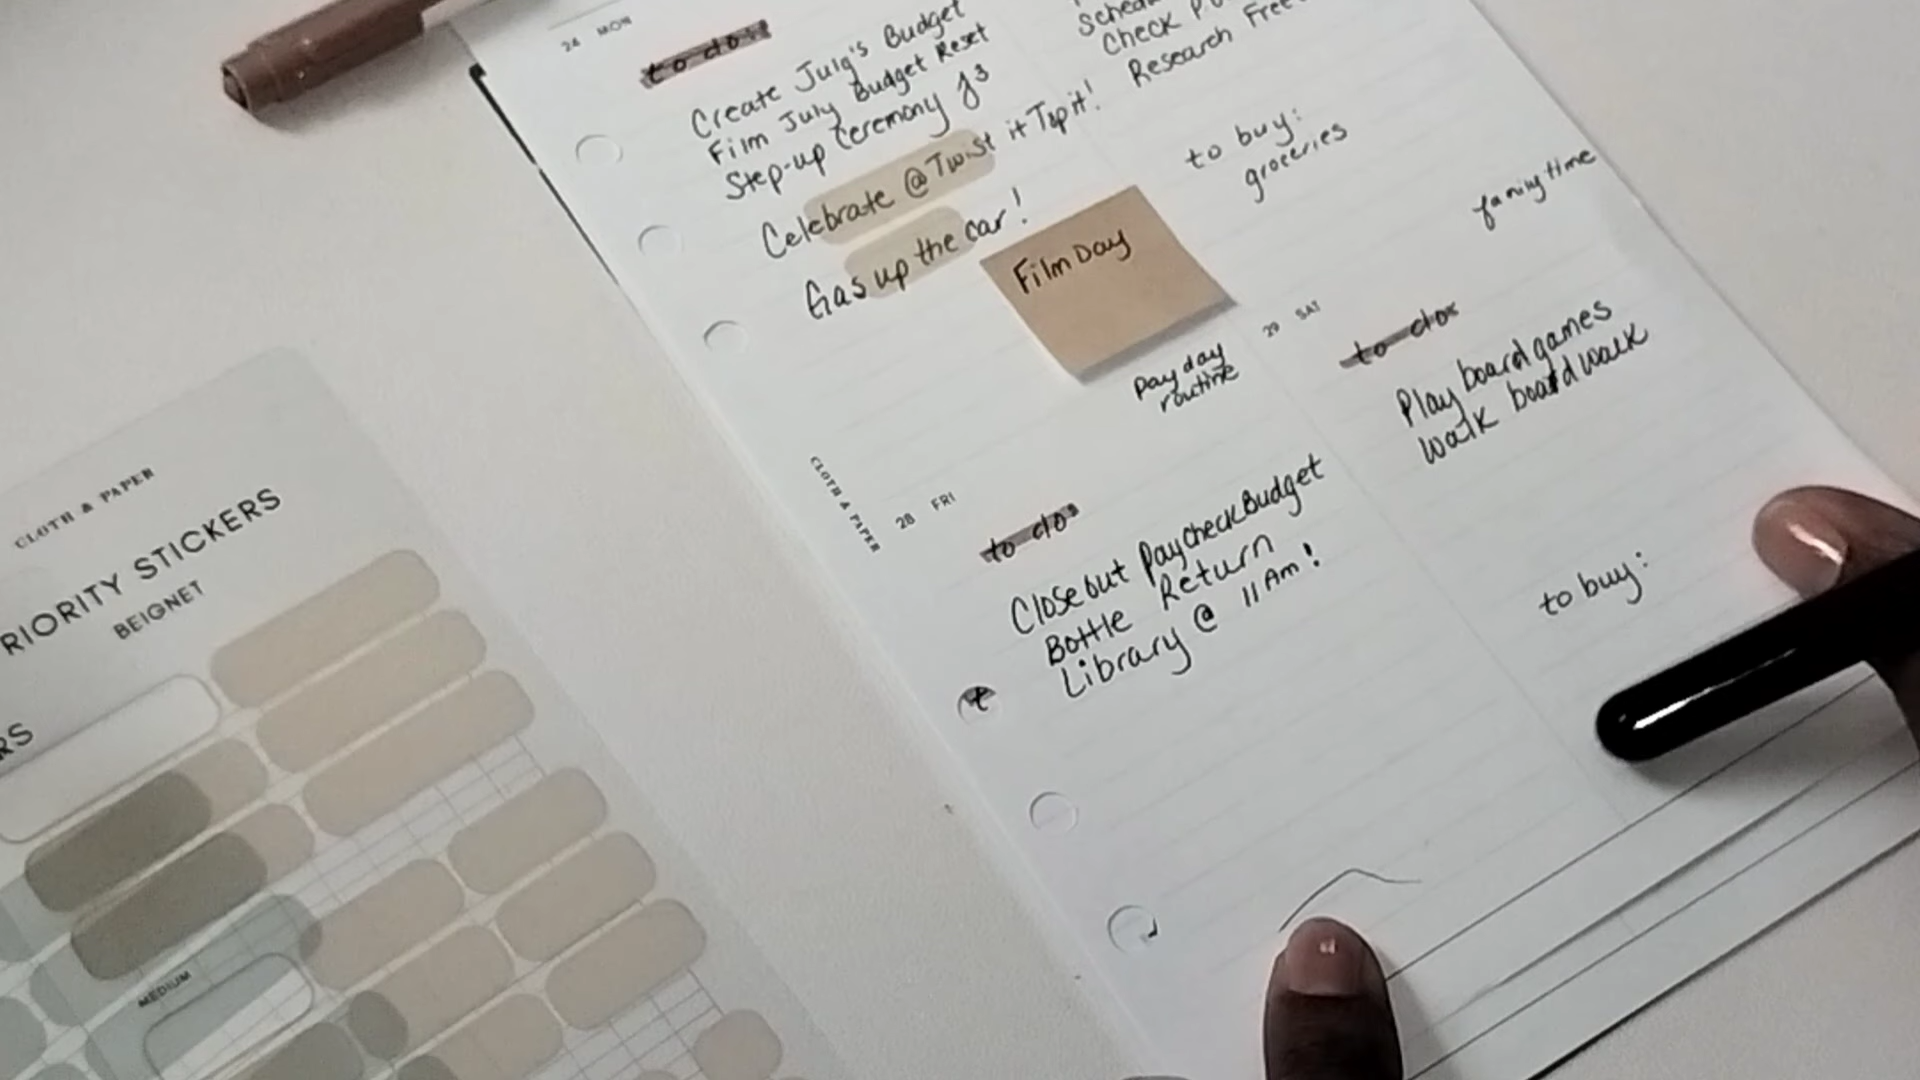 24 MON
to do:
Create July's Budget
Film July Budget Reset
Step-up Ceremony J3
Celebrate @ Twist it Top it!
Gas up the car!
Film Day
pay day
routine
Check
Research
to buy:
groceries
family time
28 FRI
to do:
Close out Paycheck Budget
Bottle Return
Library @ 11 Am!
29 SAT
to do:
Play board games
walk boardwalk
to buy:
CLOTH & PAPER
CLOTH & PAPER
PRIORITY STICKERS
BEIGNET
MEDIUM